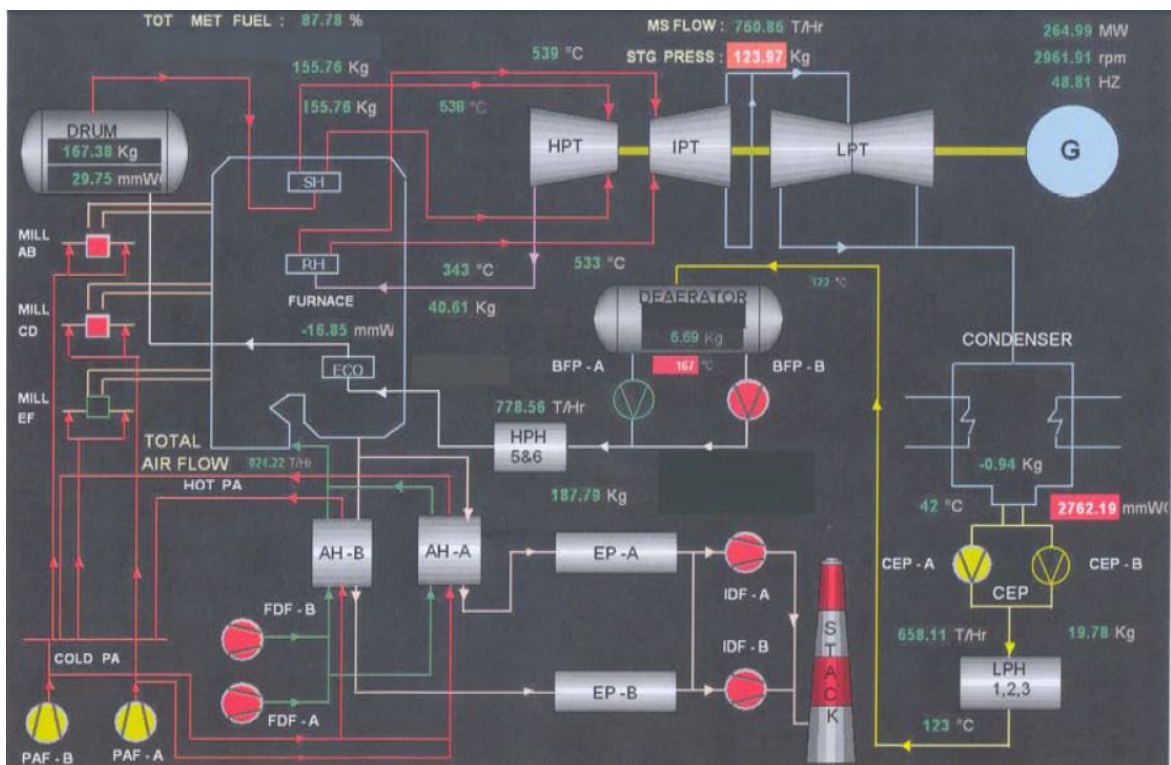 TOT MET FUEL : 87.78 %
MS FLOW : 760.86 T/Hr
STG PRESS : 123.97 Kg
264.99 MW
2961.91 rpm
48.81 HZ
155.76 Kg
539 °C
155.76 Kg
538 °C
DRUM
167.38 Kg
29.75 mmW
HPT
IPT
LPT
G
SH
RH
FURNACE
-16.85 mmW
ECO
MILL
AB
MILL
CD
MILL
EF
343 °C
533 °C
40.61 Kg
122 °C
DEAERATOR
6.69 Kg
167 °C
BFP - A
BFP - B
CONDENSER
-0.94 Kg
42 °C
2762.19 mmW
778.56 T/Hr
HPH
5&6
187.79 Kg
TOTAL
AIR FLOW
824.22 T/Hr
HOT PA
AH -B
AH -A
EP -A
EP -B
IDF - A
IDF - B
STACK
CEP - A
CEP - B
CEP
658.11 T/Hr
19.78 Kg
LPH
1,2,3
123 °C
FDF - B
FDF - A
COLD PA
PAF - B
PAF - A